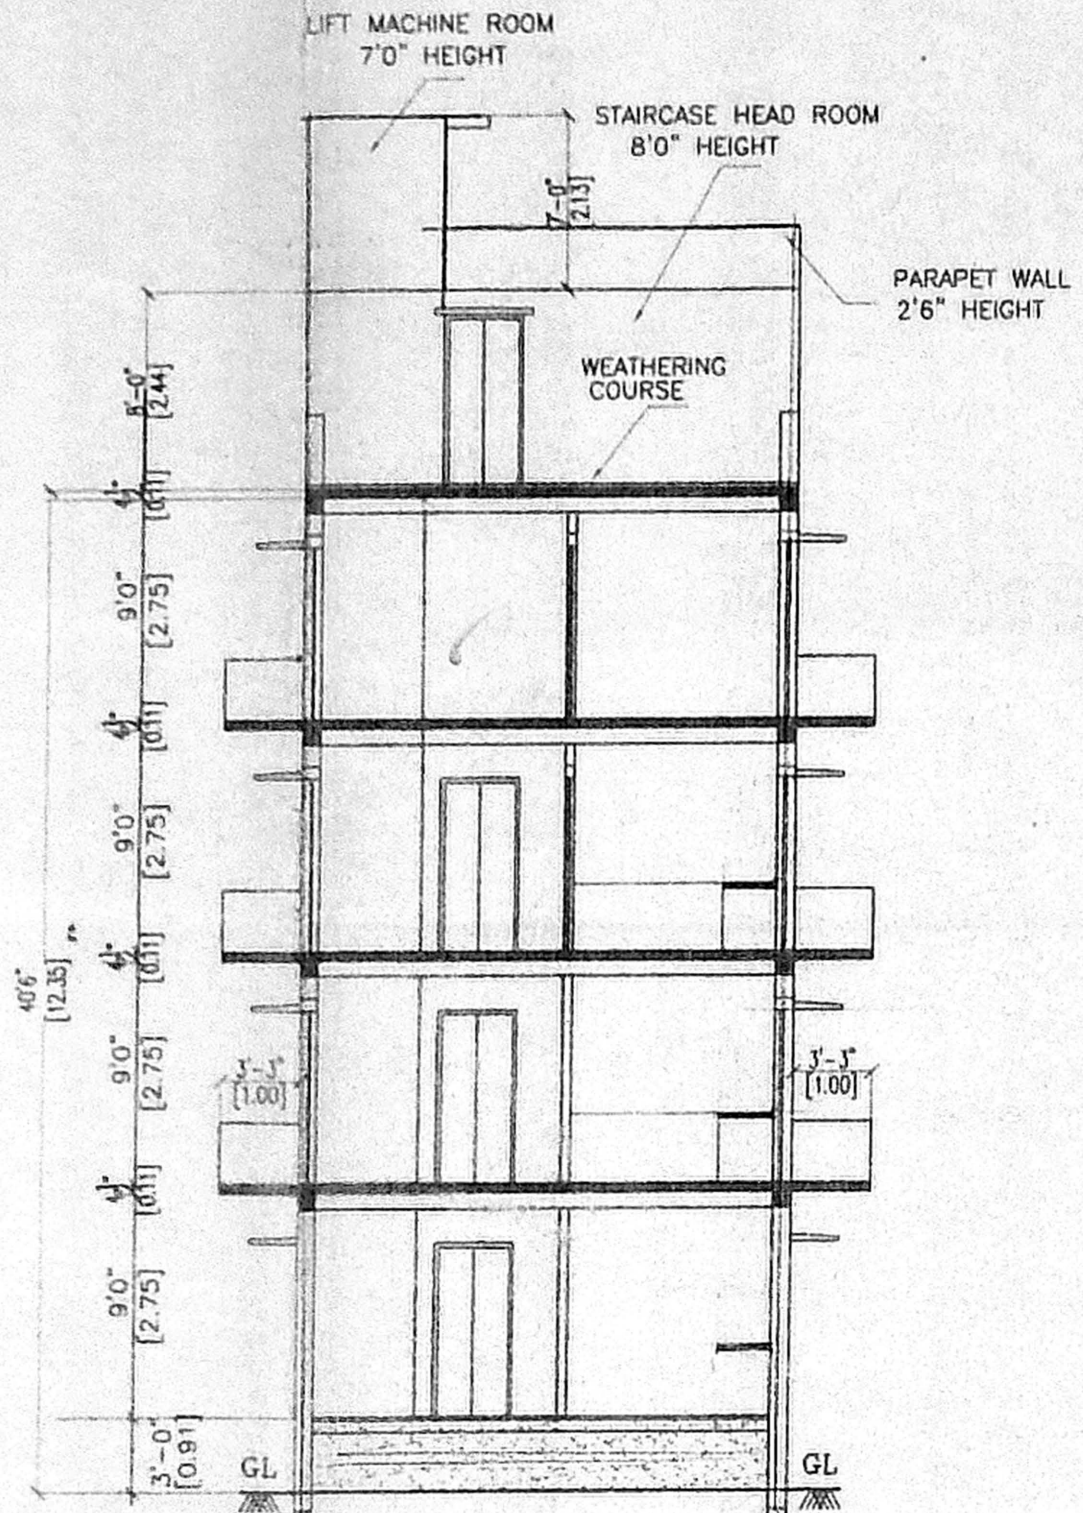 LIFT MACHINE ROOM
7'0" HEIGHT
STAIRCASE HEAD ROOM
8'0" HEIGHT
7'-0"
[2.13]
PARAPET WALL
2'6" HEIGHT
WEATHERING
COURSE
8'-0"
[2.44]
4½"
[0.11]
9'0"
[2.75]
4½"
[0.11]
9'0"
[2.75]
4½"
[0.11]
40'6"
[12.35]
9'0"
[2.75]
3'-3"
[1.00]
3'-3"
[1.00]
4½"
[0.11]
9'0"
[2.75]
3'-0"
[0.91]
GL
GL